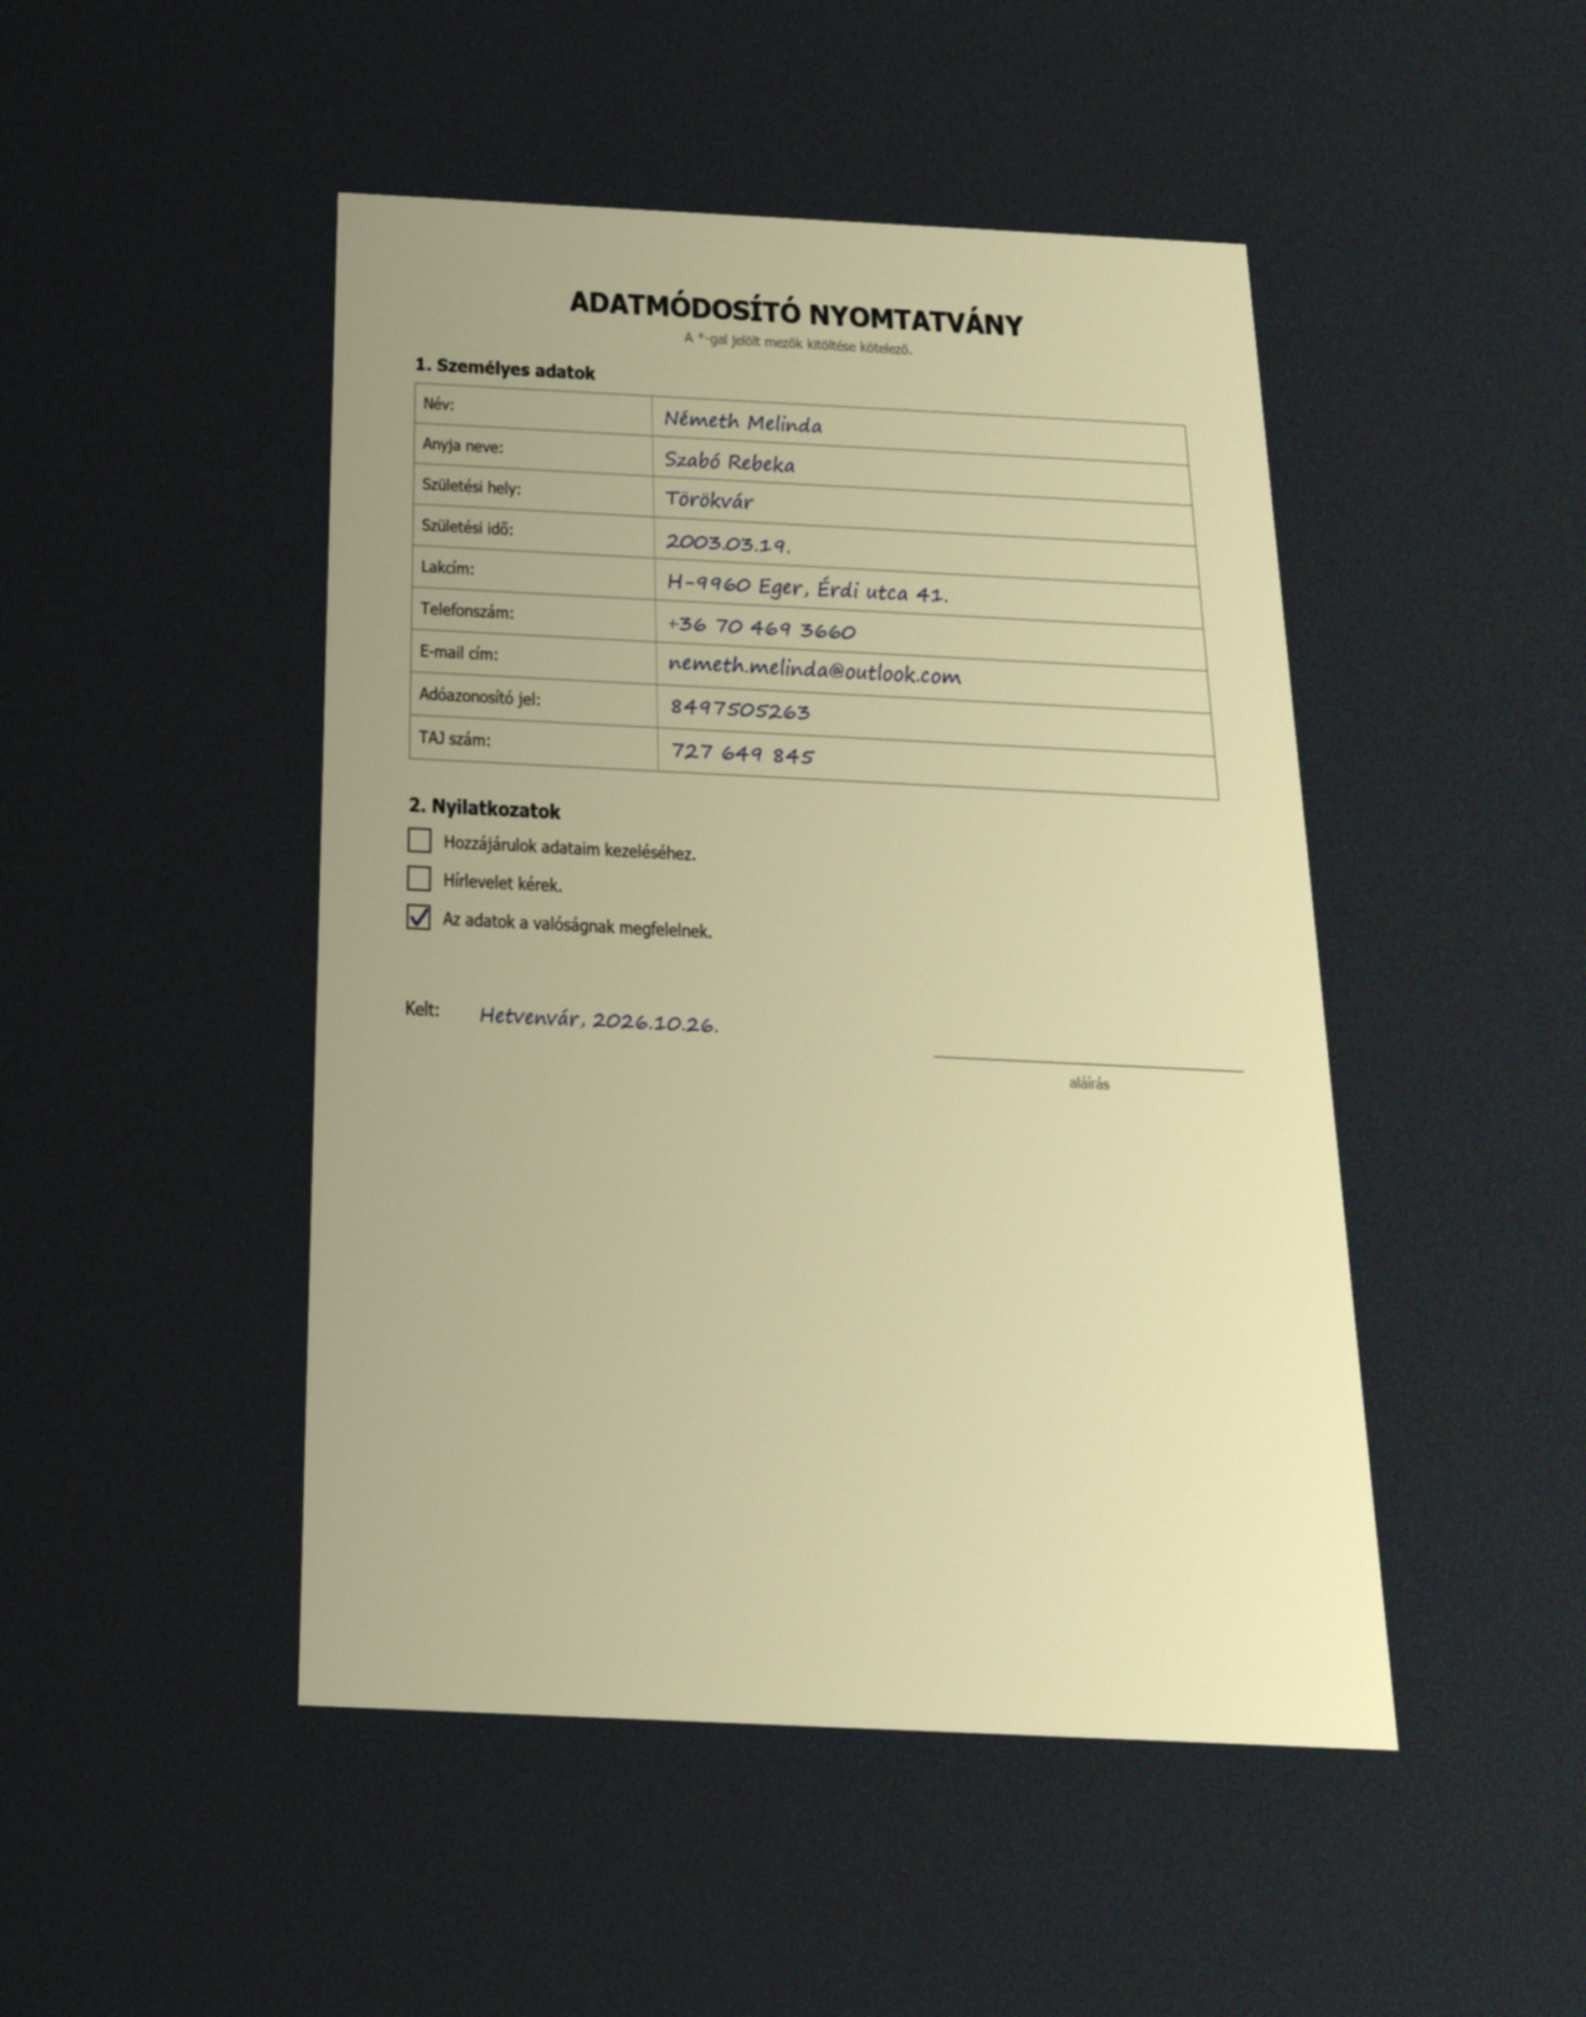 ADATMÓDOSÍTÓ NYOMTATVÁNY
A *-gal jelölt mezők kitöltése kötelező.
1. Személyes adatok
Név: Németh Melinda
Anyja neve: Szabó Rebeka
Születési hely: Törökvár
Születési idő: 2003.03.19.
Lakcím: H-9960 Eger, Érdi utca 41.
Telefonszám: +36 70 469 3660
E-mail cím: nemeth.melinda@outlook.com
Adóazonosító jel: 8497505263
TAJ szám: 727 649 845
2. Nyilatkozatok
Hozzájárulok adataim kezeléséhez.
Hírlevelet kérek.
Az adatok a valóságnak megfelelnek.
Kelt: Hetvenvár, 2026.10.26.
aláírás